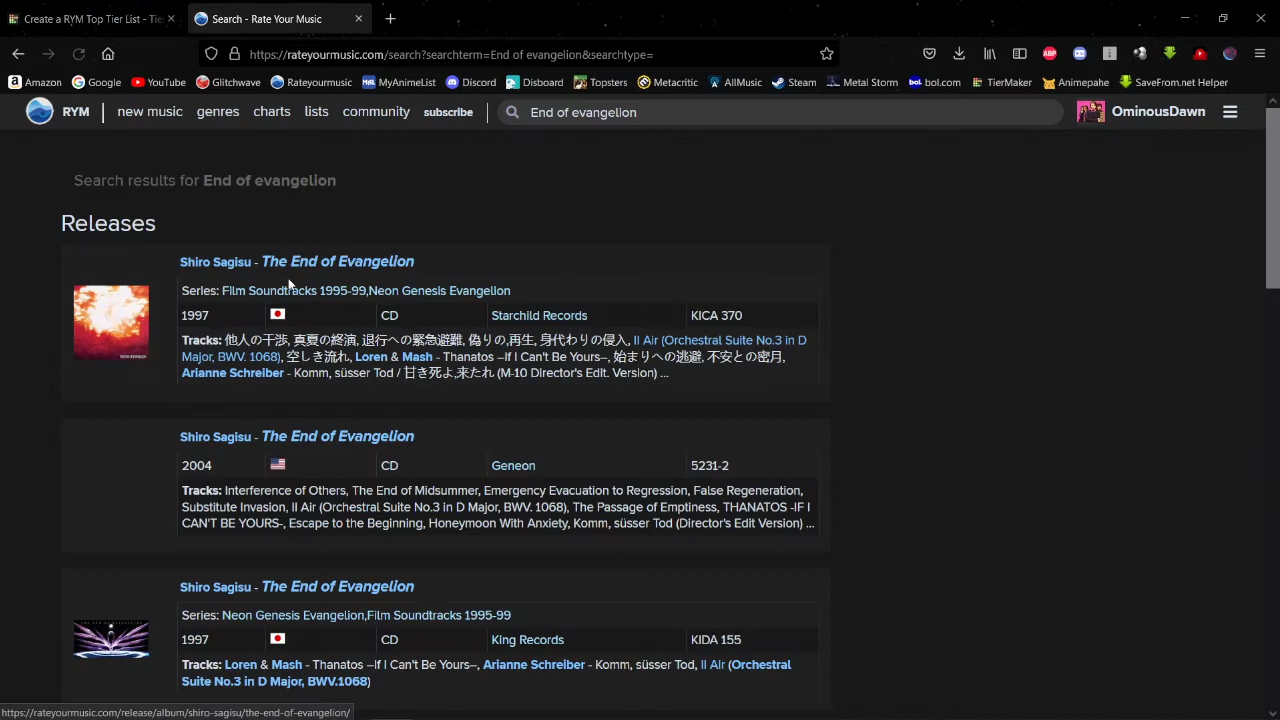 Create a RYM Top Tier List - Tie
Search - Rate Your Music
https://rateyourmusic.com/search?searchterm=End of evangelion&searchtype=
Amazon Google YouTube Glitchwave Rateyourmusic MyAnimeList Discord Disboard Topsters Metacritic AllMusic Steam Metal Storm bol.com TierMaker Animepahe SaveFrom.net Helper
RYM new music genres charts lists community subscribe End of evangelion OminousDawn
Search results for End of evangelion
Releases
Shiro Sagisu - The End of Evangelion
Series: Film Soundtracks 1995-99,Neon Genesis Evangelion
1997 CD Starchild Records KICA 370
Tracks: 他人の干渉, 真夏の終演, 退行への緊急避難, 偽りの,再生, 身代わりの侵入, II Air (Orchestral Suite No.3 in D
Major, BWV. 1068), 空しき流れ, Loren & Mash - Thanatos –If I Can't Be Yours–, 始まりへの逃避, 不安との蜜月,
Arianne Schreiber - Komm, süsser Tod / 甘き死よ,来たれ (M-10 Director's Edit. Version) ...
Shiro Sagisu - The End of Evangelion
2004 CD Geneon 5231-2
Tracks: Interference of Others, The End of Midsummer, Emergency Evacuation to Regression, False Regeneration,
Substitute Invasion, II Air (Orchestral Suite No.3 in D Major, BWV. 1068), The Passage of Emptiness, THANATOS -IF I
CAN'T BE YOURS-, Escape to the Beginning, Honeymoon With Anxiety, Komm, süsser Tod (Director's Edit Version) ...
Shiro Sagisu - The End of Evangelion
Series: Neon Genesis Evangelion,Film Soundtracks 1995-99
1997 CD King Records KIDA 155
Tracks: Loren & Mash - Thanatos –If I Can't Be Yours–, Arianne Schreiber - Komm, süsser Tod, II Air (Orchestral
Suite No.3 in D Major, BWV.1068)
https://rateyourmusic.com/release/album/shiro-sagisu/the-end-of-evangelion/